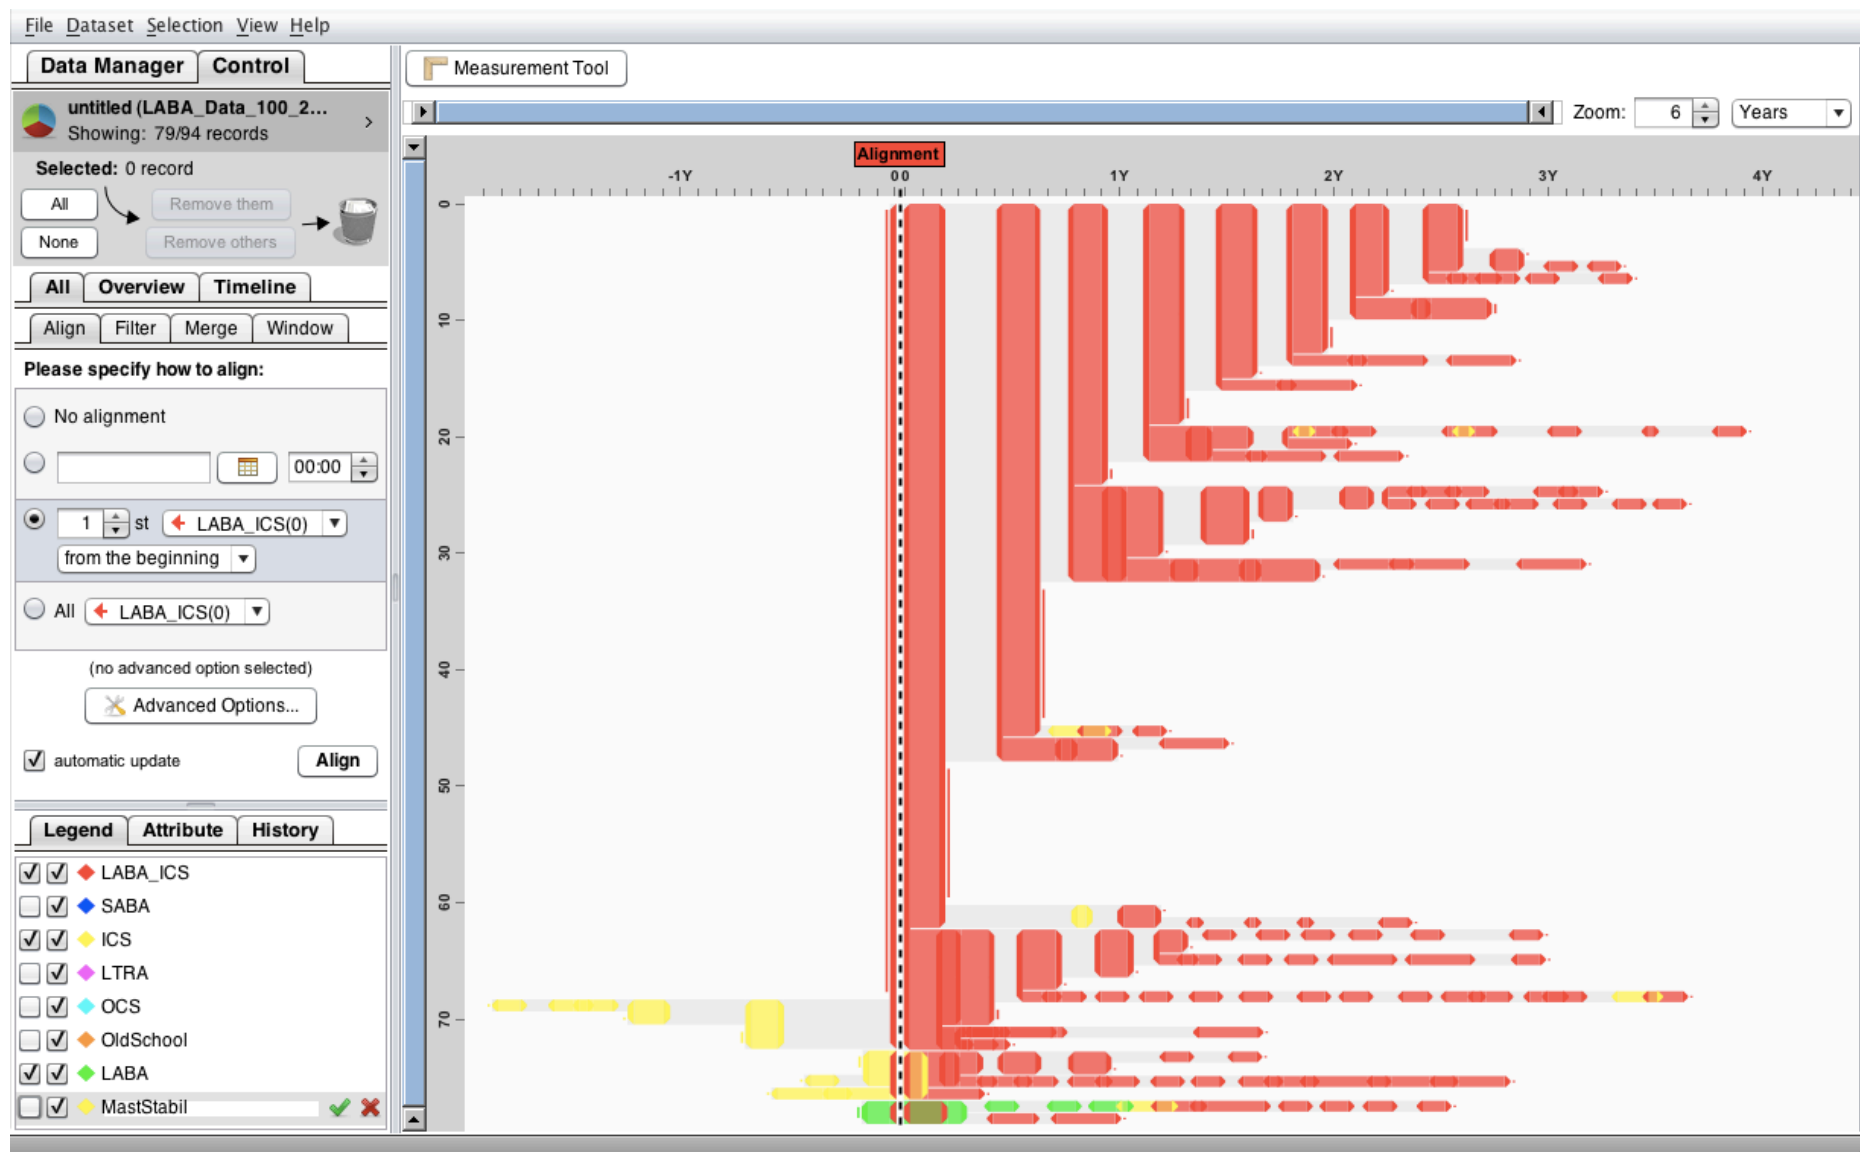 File Dataset Selection View Help
Data Manager Control
untitled (LABA_Data_100_2...
Showing: 79/94 records
Selected: 0 record
All
Remove them
None
Remove others
All Overview Timeline
Align Filter Merge Window
Please specify how to align:
No alignment
00:00
1 st LABA_ICS(0)
from the beginning
All LABA_ICS(0)
(no advanced option selected)
Advanced Options...
automatic update Align
Legend Attribute History
LABA_ICS
SABA
ICS
LTRA
OCS
OldSchool
LABA
MastStabil
Measurement Tool
Zoom: 6 Years
Alignment
-1Y 0 0 1Y 2Y 3Y 4Y
0
10
20
30
40
50
60
70